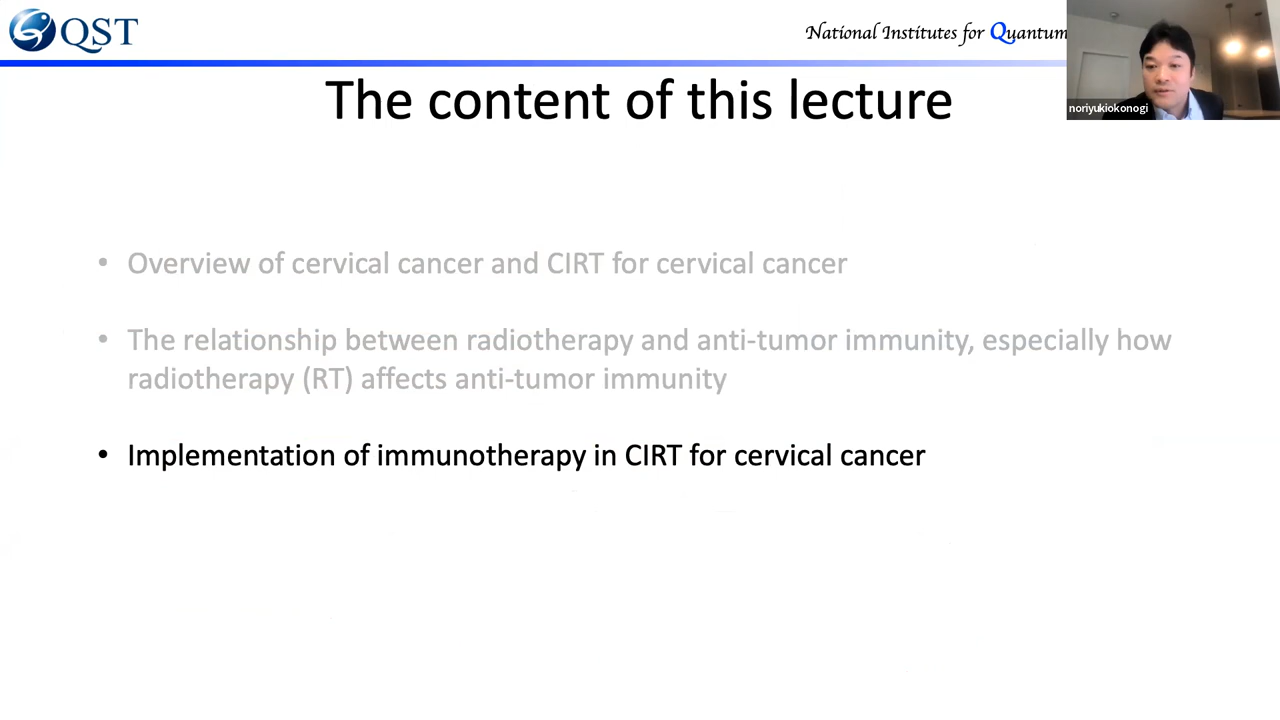 QST
National Institutes for Quantum
noriyukiokonogi
The content of this lecture
• Overview of cervical cancer and CIRT for cervical cancer
• The relationship between radiotherapy and anti-tumor immunity, especially how
radiotherapy (RT) affects anti-tumor immunity
• Implementation of immunotherapy in CIRT for cervical cancer